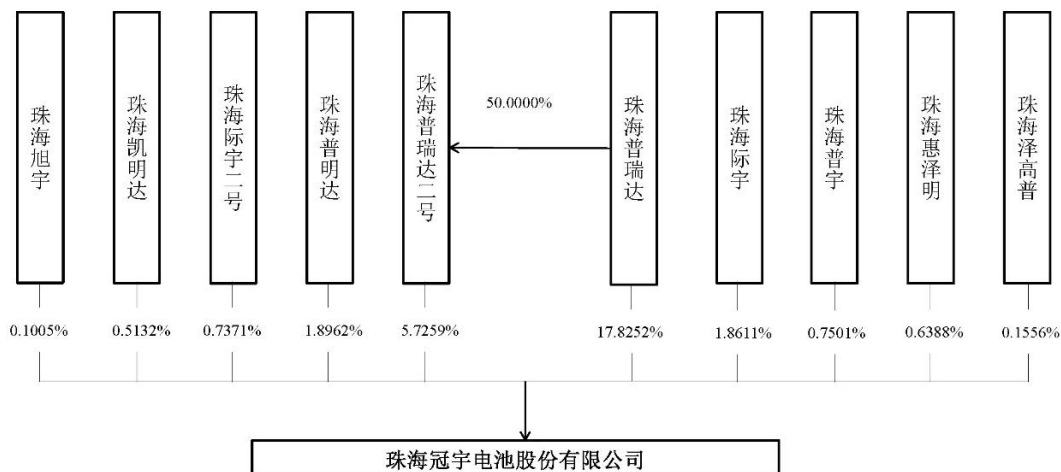 珠海旭宇
珠海凯明达
珠海际宇二号
珠海普明达
珠海普瑞达二号
50.0000%
珠海普瑞达
珠海际宇
珠海普宇
珠海惠泽明
珠海泽高普
0.1005%
0.5132%
0.7371%
1.8962%
5.7259%
17.8252%
1.8611%
0.7501%
0.6388%
0.1556%
珠海冠宇电池股份有限公司